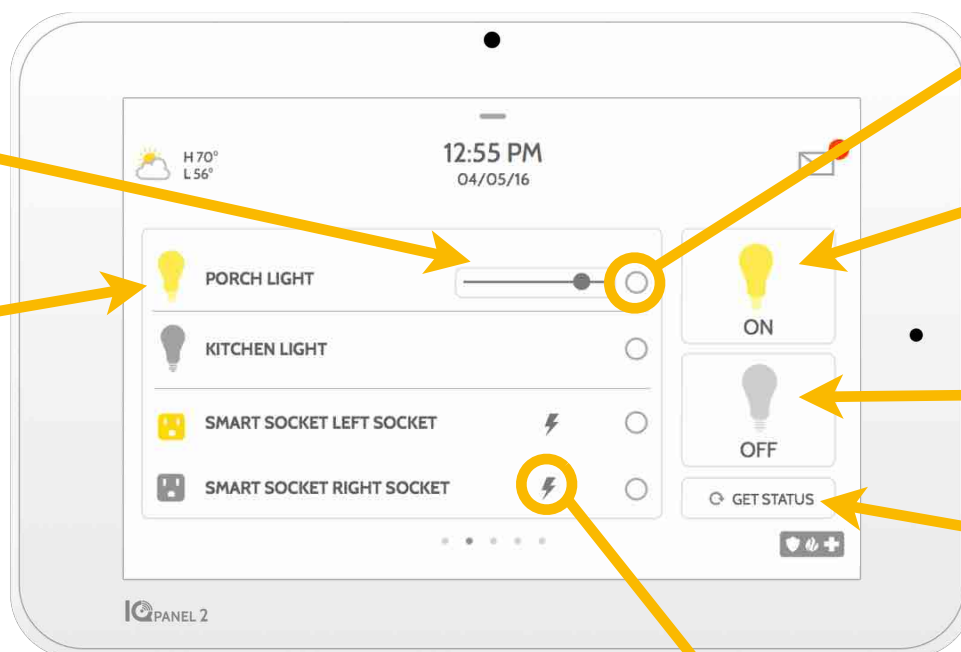 H 70°
L 56°
12:55 PM
04/05/16
PORCH LIGHT
KITCHEN LIGHT
SMART SOCKET LEFT SOCKET
SMART SOCKET RIGHT SOCKET
ON
OFF
GET STATUS
IQ PANEL 2